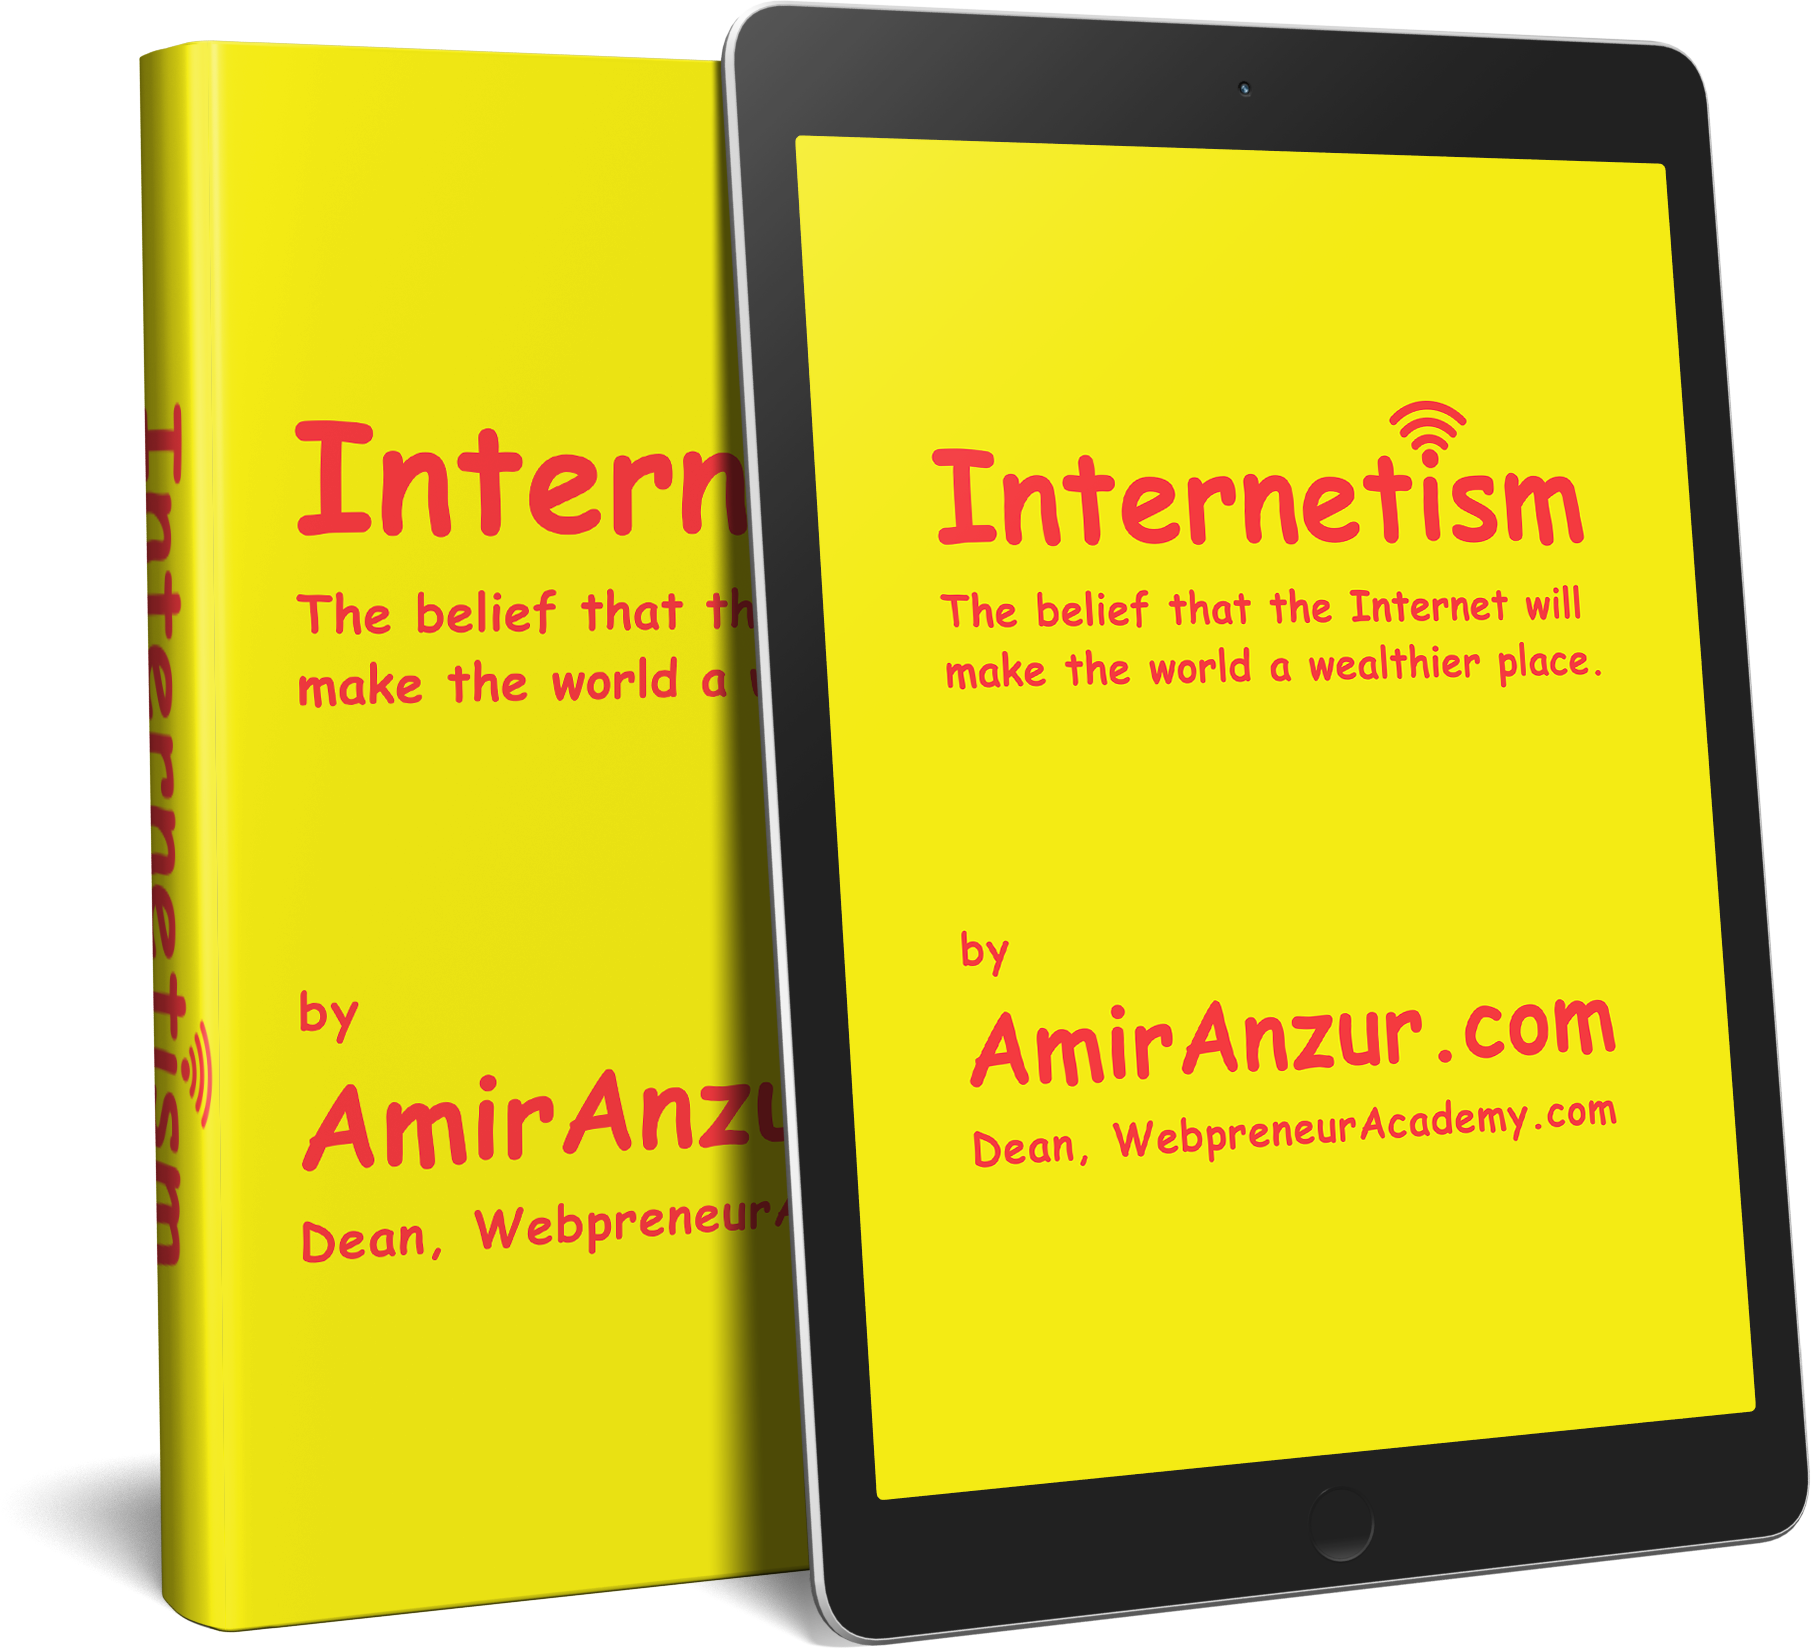 Internetism
Intern
The belief that th
make the world a
by
AmirAnzu
Dean, Webpreneur
Internetism
The belief that the Internet will
make the world a wealthier place.
by
AmirAnzur.com
Dean, WebpreneurAcademy.com